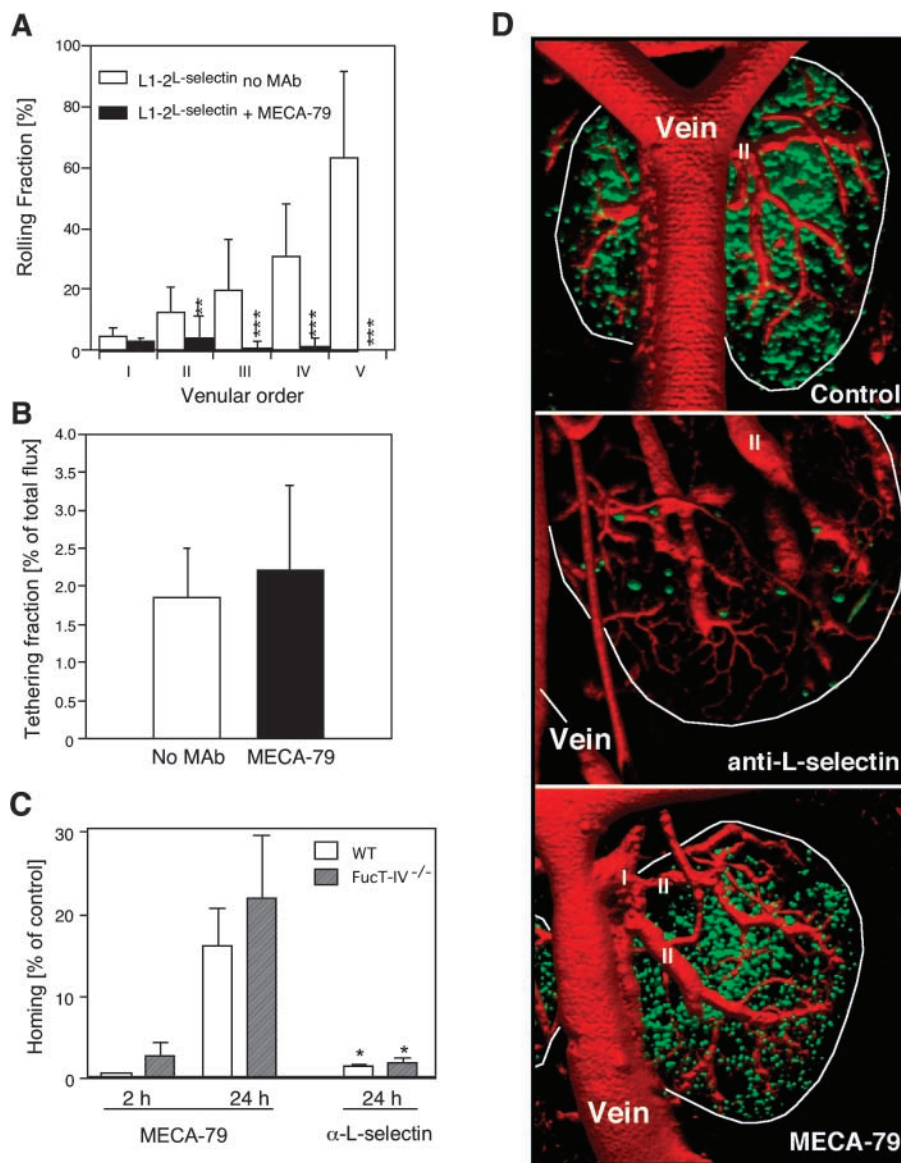 A
100
80
60
40
20
0
Rolling Fraction [%]
L1-2L-selectin no MAb
L1-2L-selectin + MECA-79
**
***
***
***
I II III IV V
Venular order
B
4.0
3.5
3.0
2.5
2.0
1.5
1.0
0.5
0
Tethering fraction [% of total flux]
No MAb MECA-79
C
30
20
10
0
Homing [% of control]
WT
FucT-IV-/-
* *
2 h 24 h 24 h
MECA-79 α-L-selectin
D
Vein
II
Control
II
Vein
anti-L-selectin
I
II
II
Vein
MECA-79